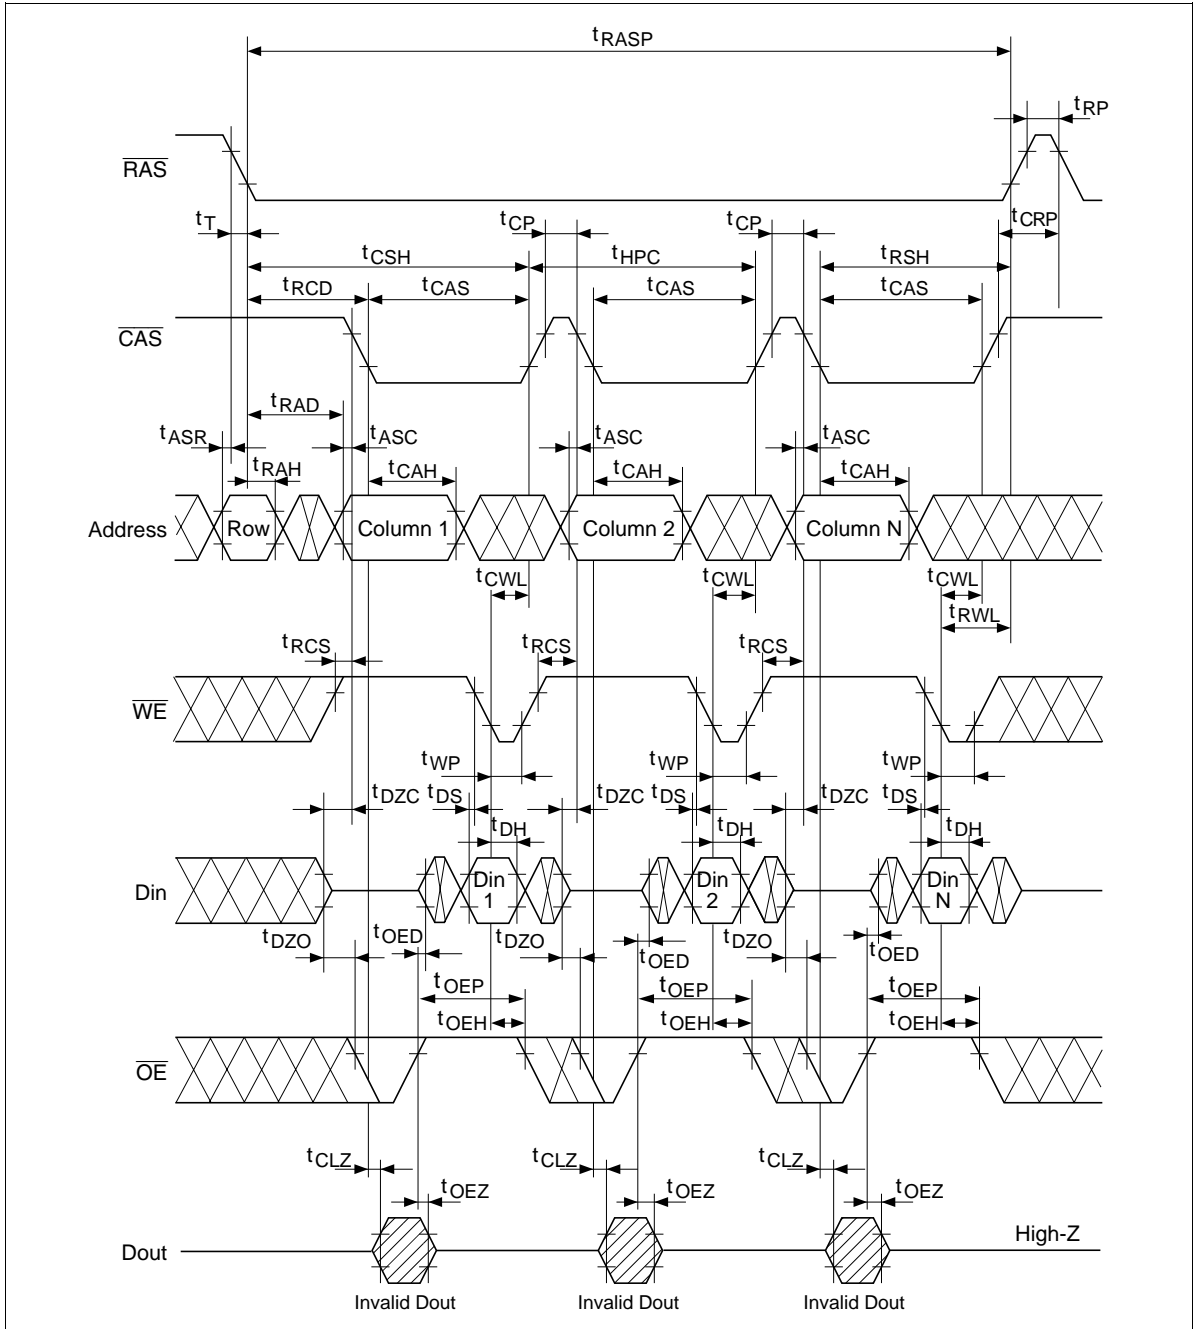 tRASP
tRP
RAS
tT tCP tCP tCRP
tCSH tHPC tRSH
tRCD tCAS tCAS tCAS
CAS
tRAD
tASR tASC tASC tASC
tRAH tCAH tCAH tCAH
Address Row Column 1 Column 2 Column N
tCWL tCWL tCWL
tRWL
tRCS tRCS tRCS
WE
tWP tWP tWP
tDZC tDS tDZC tDS tDZC tDS
tDH tDH tDH
Din Din 1 Din 2 Din N
tDZO tOED tDZO tOED tDZO tOED
tOEP tOEP tOEP
tOEH tOEH tOEH
OE
tCLZ tCLZ tCLZ
tOEZ tOEZ tOEZ
Dout High-Z
Invalid Dout Invalid Dout Invalid Dout